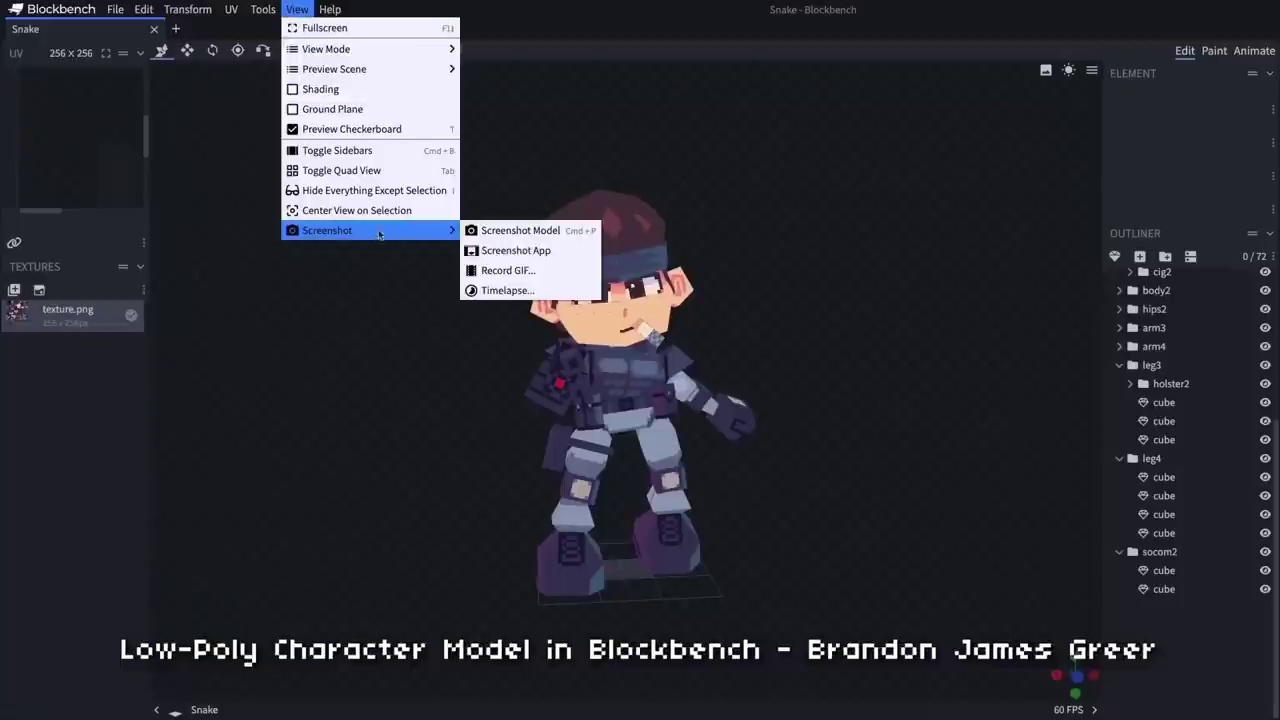 Blockbench File Edit Transform UV Tools View Help Snake - Blockbench
Snake
UV 256 x 256
Edit Paint Animate
Fullscreen F11
View Mode
Preview Scene
Shading
Ground Plane
Preview Checkerboard T
Toggle Sidebars Cmd + B
Toggle Quad View Tab
Hide Everything Except Selection
Center View on Selection
Screenshot
Screenshot Model Cmd + P
Screenshot App
Record GIF...
Timelapse...
TEXTURES
texture.png
256 x 256px
ELEMENT
OUTLINER
0 / 72
cig2
body2
hips2
arm3
arm4
leg3
holster2
cube
cube
cube
leg4
cube
cube
cube
cube
socom2
cube
cube
Low-Poly Character Model in Blockbench - Brandon James Greer
Snake
60 FPS